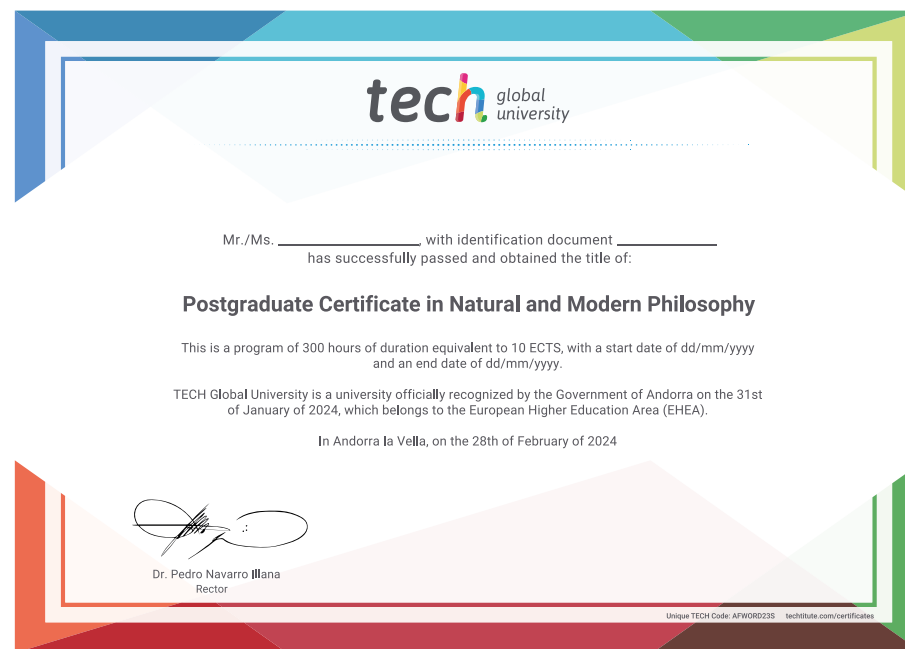 tech global university
Mr./Ms. ____________, with identification document ____________
has successfully passed and obtained the title of:
Postgraduate Certificate in Natural and Modern Philosophy
This is a program of 300 hours of duration equivalent to 10 ECTS, with a start date of dd/mm/yyyy
and an end date of dd/mm/yyyy.
TECH Global University is a university officially recognized by the Government of Andorra on the 31st
of January of 2024, which belongs to the European Higher Education Area (EHEA).
In Andorra la Vella, on the 28th of February of 2024
Dr. Pedro Navarro Illana
Rector
Unique TECH Code: AFWORD23S techtitute.com/certificates